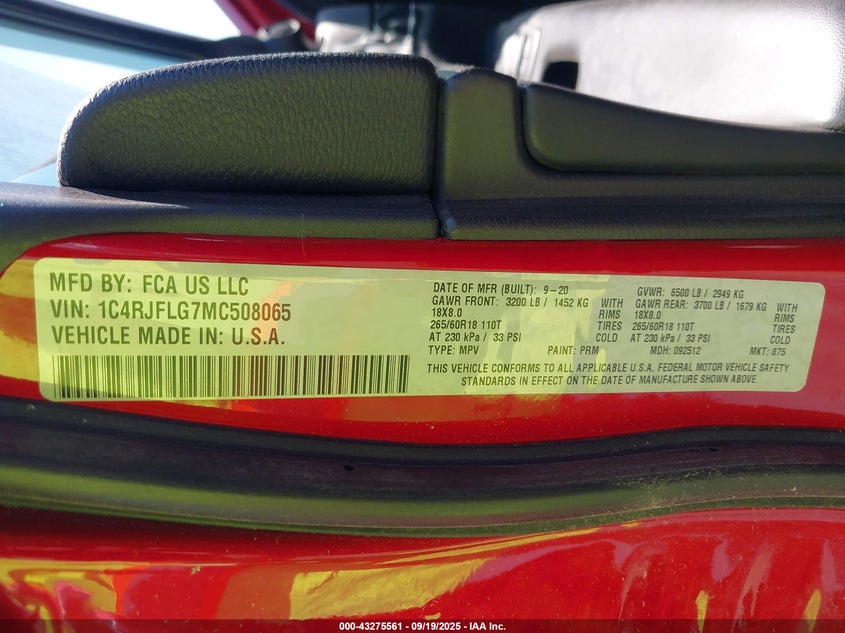 MFD BY: FCA US LLC
VIN: 1C4RJFLG7MC508065
VEHICLE MADE IN: U.S.A.
DATE OF MFR (BUILT): 9-20 GVWR: 6500 LB / 2949 KG
GAWR FRONT: 3200 LB / 1452 KG GAWR REAR: 3700 LB / 1679 KG
18X8.0 RIMS 18X8.0 RIMS
265/60R18 110T TIRES 265/60R18 110T TIRES
AT 230 kPa / 33 PSI COLD AT 230 kPa / 33 PSI COLD
TYPE: MPV PAINT: PRM MDH: 092512 MKT: 875
THIS VEHICLE CONFORMS TO ALL APPLICABLE U.S.A. FEDERAL MOTOR VEHICLE SAFETY
STANDARDS IN EFFECT ON THE DATE OF MANUFACTURE SHOWN ABOVE.
000-43275561 - 09/19/2025 - IAA Inc.